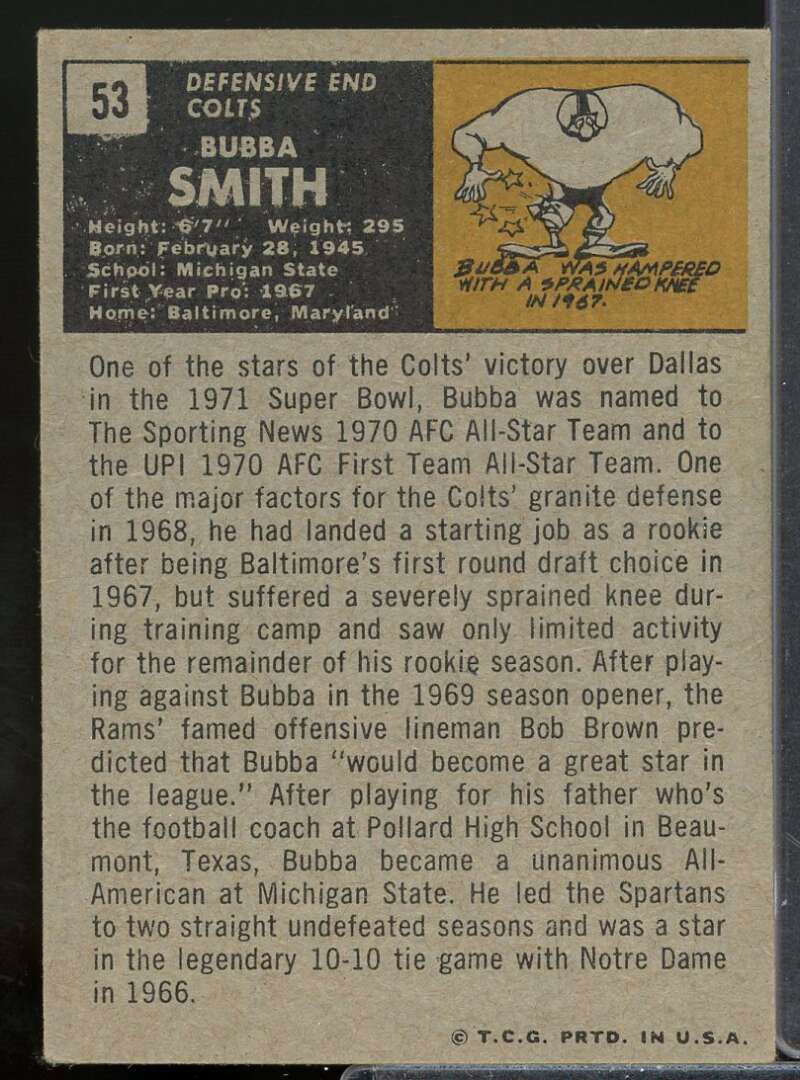 53
DEFENSIVE END
COLTS
BUBBA
SMITH
Height: 6'7" Weight: 295
Born: February 28, 1945
School: Michigan State
First Year Pro: 1967
Home: Baltimore, Maryland
BUBBA WAS HAMPERED
WITH A SPRAINED KNEE
IN 1967.
One of the stars of the Colts' victory over Dallas
in the 1971 Super Bowl, Bubba was named to
The Sporting News 1970 AFC All-Star Team and to
the UPI 1970 AFC First Team All-Star Team. One
of the major factors for the Colts' granite defense
in 1968, he had landed a starting job as a rookie
after being Baltimore's first round draft choice in
1967, but suffered a severely sprained knee dur-
ing training camp and saw only limited activity
for the remainder of his rookie season. After play-
ing against Bubba in the 1969 season opener, the
Rams' famed offensive lineman Bob Brown pre-
dicted that Bubba "would become a great star in
the league." After playing for his father who's
the football coach at Pollard High School in Beau-
mont, Texas, Bubba became a unanimous All-
American at Michigan State. He led the Spartans
to two straight undefeated seasons and was a star
in the legendary 10-10 tie game with Notre Dame
in 1966.
© T.C.G. PRTD. IN U.S.A.